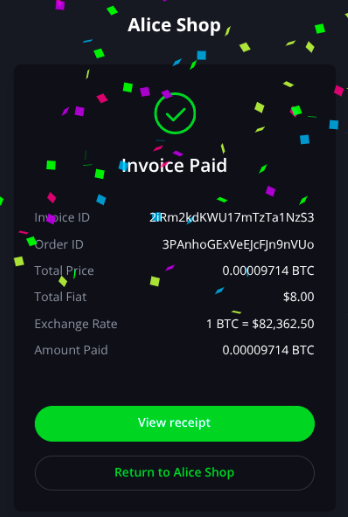 Alice Shop
Invoice Paid
Invoice ID
Order ID 3PAnhoGExVeEJcFJn9nVUo
Total Price 0.00009714 BTC
Total Fiat $8.00
Exchange Rate 1 BTC = $82,362.50
Amount Paid 0.00009714 BTC
View receipt
Return to Alice Shop